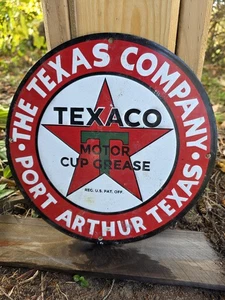 THE TEXAS COMPANY
TEXACO
T
MOTOR
CUP GREASE
REG. U.S. PAT. OFF.
PORT ARTHUR TEXAS